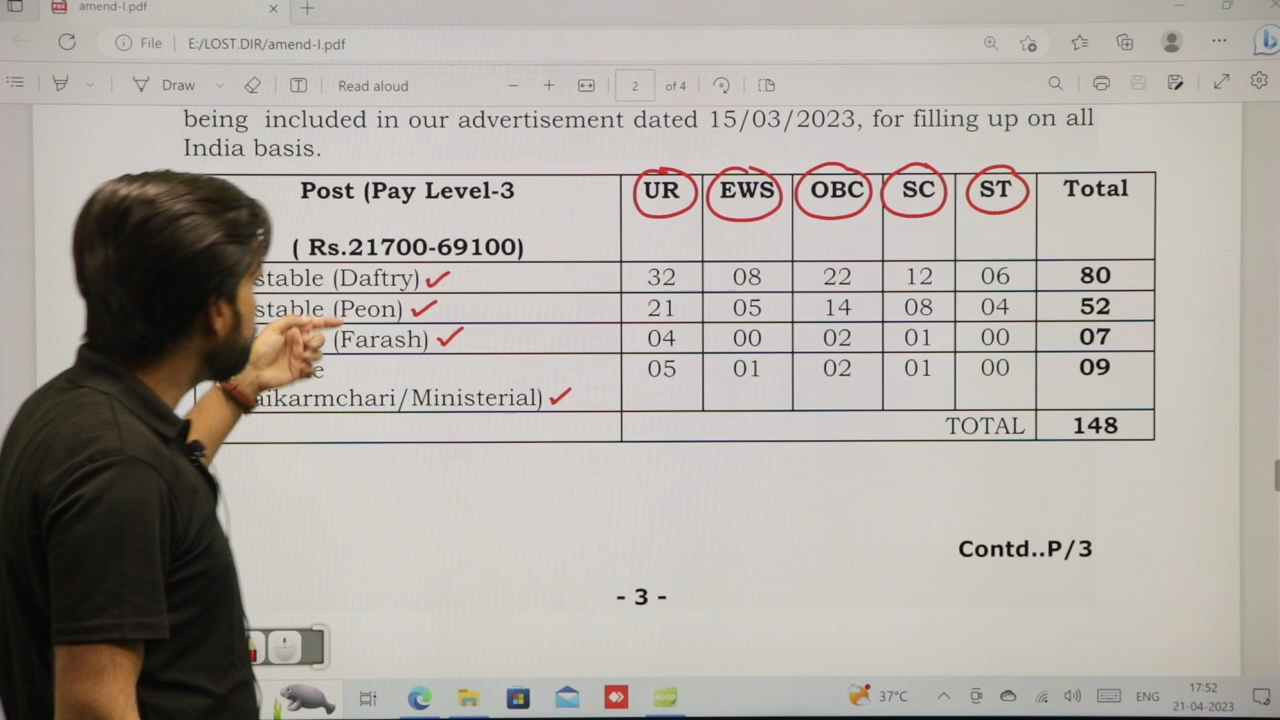 amend-I.pdf
File E:/LOST.DIR/amend-I.pdf
Draw Read aloud 2 of 4
being included in our advertisement dated 15/03/2023, for filling up on all
India basis.
Post (Pay Level-3 UR EWS OBC SC ST Total
( Rs.21700-69100)
stable (Daftry) 32 08 22 12 06 80
stable (Peon) 21 05 14 08 04 52
(Farash) 04 00 02 01 00 07
e 05 01 02 01 00 09
aikarmchari/Ministerial)
TOTAL 148
Contd..P/3
- 3 -
37°C ENG 17:52
21-04-2023